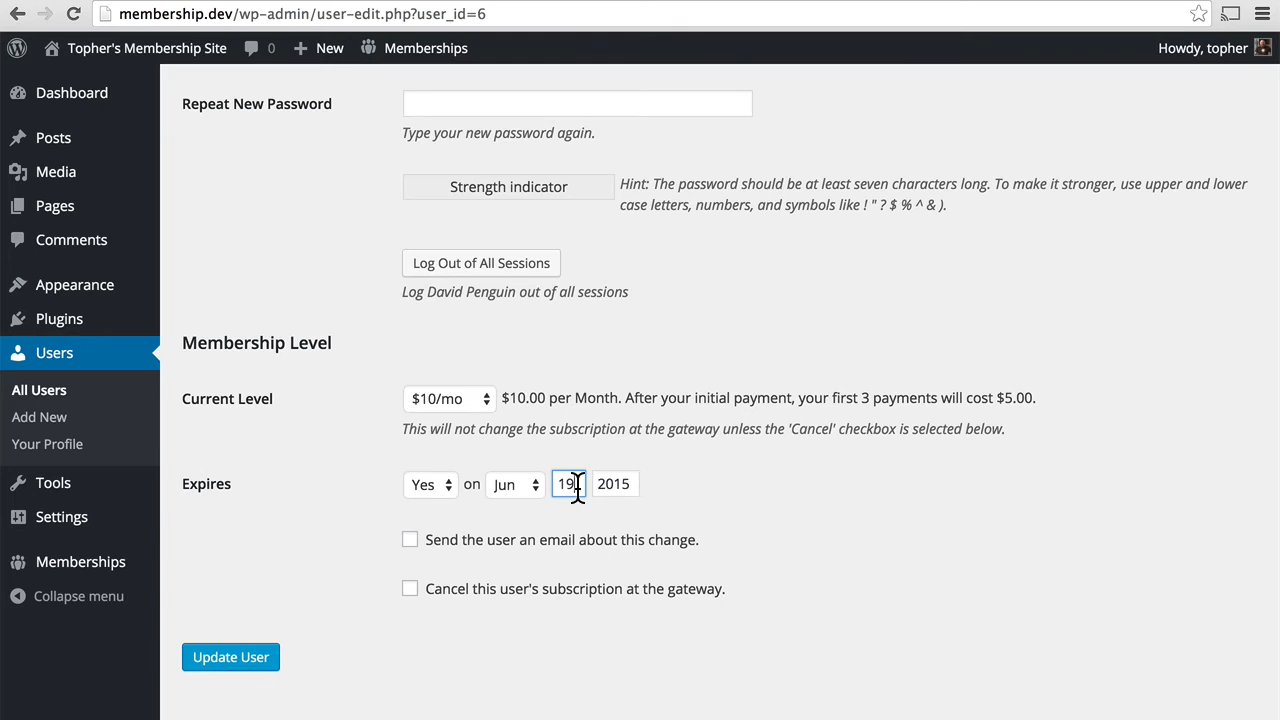 membership.dev/wp-admin/user-edit.php?user_id=6
Topher's Membership Site 0 New Memberships Howdy, topher
Dashboard
Posts
Media
Pages
Comments
Appearance
Plugins
Users
All Users
Add New
Your Profile
Tools
Settings
Memberships
Collapse menu
Repeat New Password
Type your new password again.
Strength indicator
Hint: The password should be at least seven characters long. To make it stronger, use upper and lower
case letters, numbers, and symbols like ! " ? $ % ^ & ).
Log Out of All Sessions
Log David Penguin out of all sessions
Membership Level
Current Level $10/mo $10.00 per Month. After your initial payment, your first 3 payments will cost $5.00.
This will not change the subscription at the gateway unless the 'Cancel' checkbox is selected below.
Expires Yes on Jun 19 2015
Send the user an email about this change.
Cancel this user's subscription at the gateway.
Update User